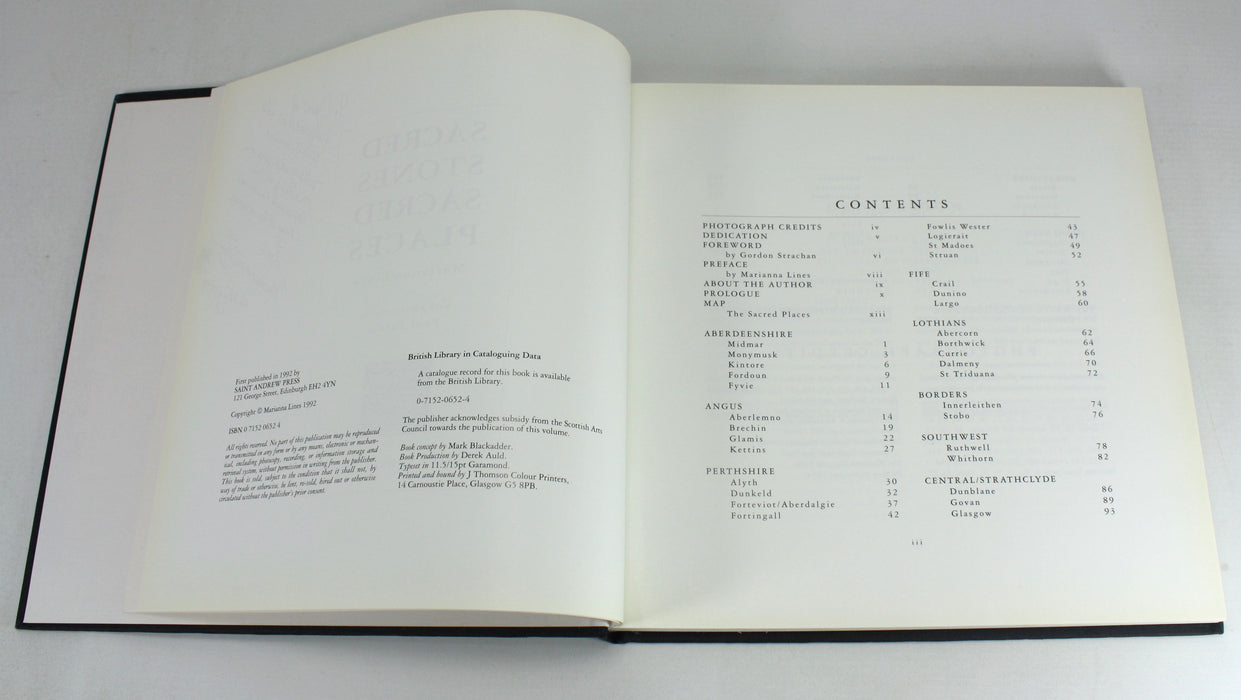 SACRED
STONES
SACRED
PLACES
First published in 1992 by
SAINT ANDREW PRESS
121 George Street, Edinburgh EH2 4YN
Copyright © Marianna Lines 1992
ISBN 0 7152 0652 4
All rights reserved. No part of this publication may be reproduced
or transmitted in any form or by any means, electronic or mechan-
ical, including photocopy, recording, or information storage and
retrieval system, without permission in writing from the publisher.
This book is sold, subject to the condition that it shall not, by
way of trade or otherwise, be lent, re-sold, hired out or otherwise
circulated without the publisher's prior consent.
British Library in Cataloguing Data
A catalogue record for this book is available
from the British Library.
0-7152-0652-4
The publisher acknowledges subsidy from the Scottish Arts
Council towards the publication of this volume.
Book concept by Mark Blackadder.
Book Production by Derek Auld.
Typeset in 11.5/15pt Garamond.
Printed and bound by J Thomson Colour Printers,
14 Carnoustie Place, Glasgow G5 8PB.
CONTENTS
PHOTOGRAPH CREDITS iv
DEDICATION v
FOREWORD
by Gordon Strachan vi
PREFACE
by Marianna Lines viii
ABOUT THE AUTHOR ix
PROLOGUE x
MAP
The Sacred Places xiii
ABERDEENSHIRE
Midmar 1
Monymusk 3
Kintore 6
Fordoun 9
Fyvie 11
ANGUS
Aberlemno 14
Brechin 19
Glamis 22
Kettins 27
PERTHSHIRE
Alyth 30
Dunkeld 32
Forteviot/Aberdalgie 37
Fortingall 42
Fowlis Wester 43
Logierait 47
St Madoes 49
Struan 52
FIFE
Crail 55
Dunino 58
Largo 60
LOTHIANS
Abercorn 62
Borthwick 64
Currie 66
Dalmeny 70
St Triduana 72
BORDERS
Innerleithen 74
Stobo 76
SOUTHWEST
Ruthwell 78
Whithorn 82
CENTRAL/STRATHCLYDE
Dunblane 86
Govan 89
Glasgow 93
iii